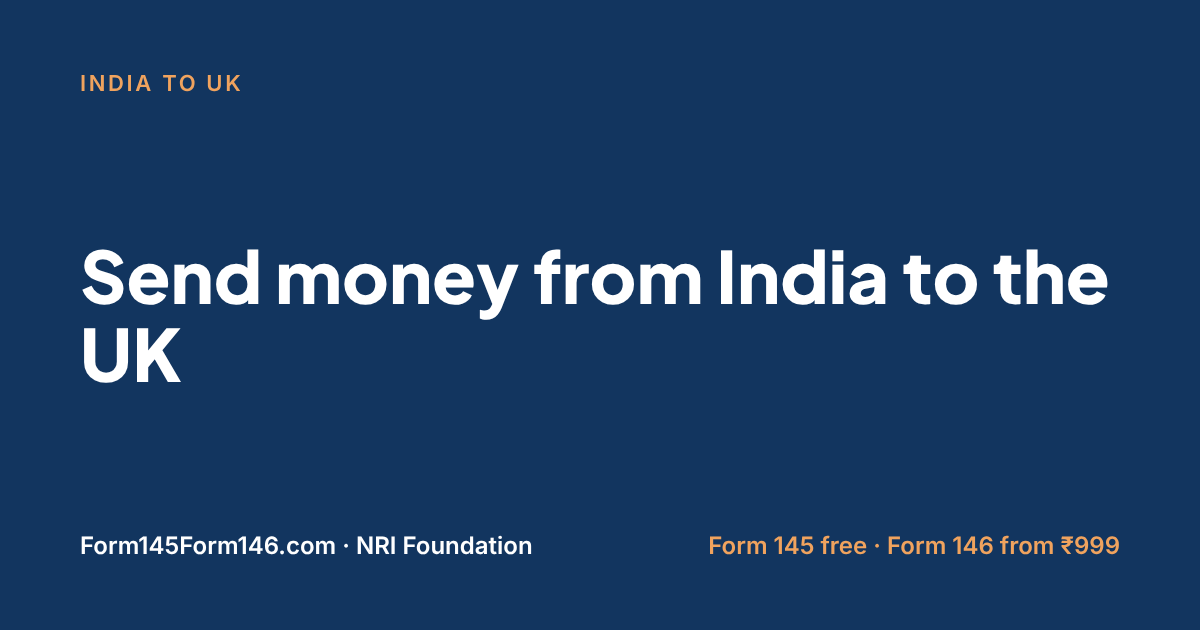 INDIA TO UK
Send money from India to the
UK
Form145Form146.com · NRI Foundation
Form 145 free · Form 146 from ₹999